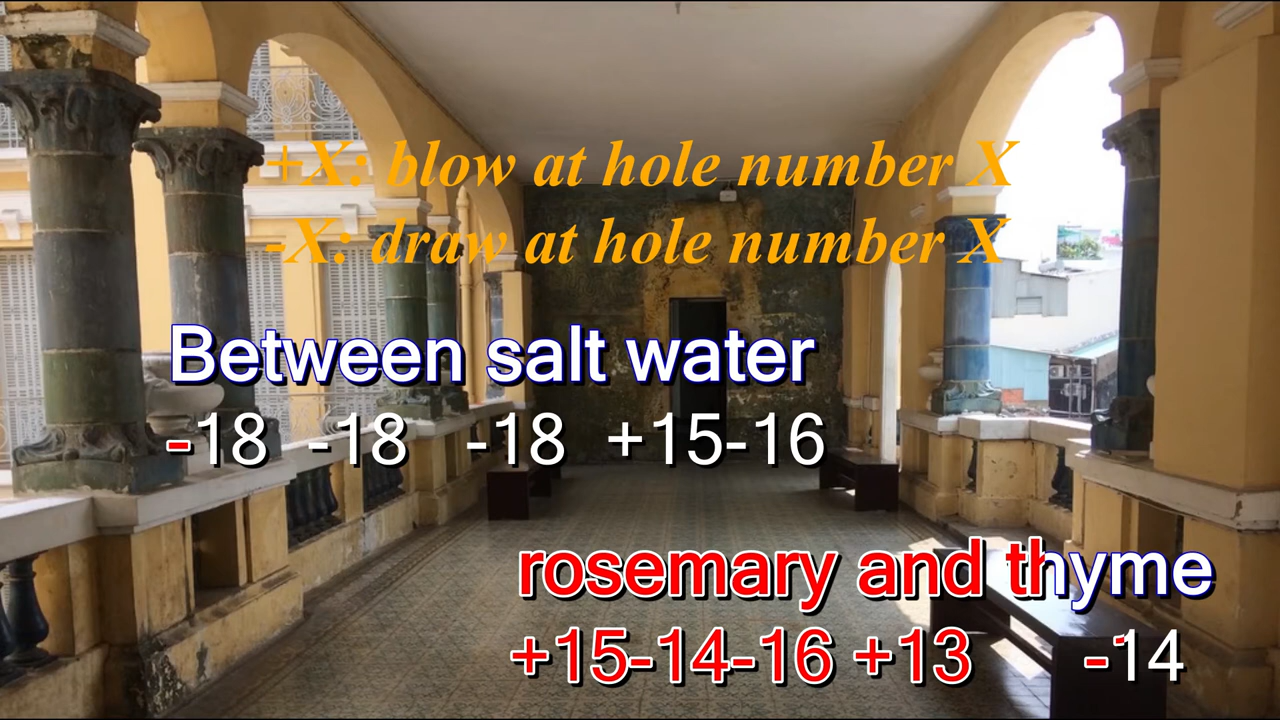 +X: blow at hole number X
-X: draw at hole number X
Between salt water
-18 -18 -18 +15-16
rosemary and thyme
+15-14-16 +13 -14